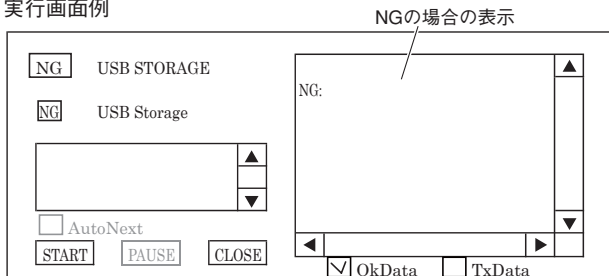 実行画面例
NGの場合の表示
NG USB STORAGE
NG:
NG USB Storage
AutoNext
START PAUSE CLOSE
OkData TxData